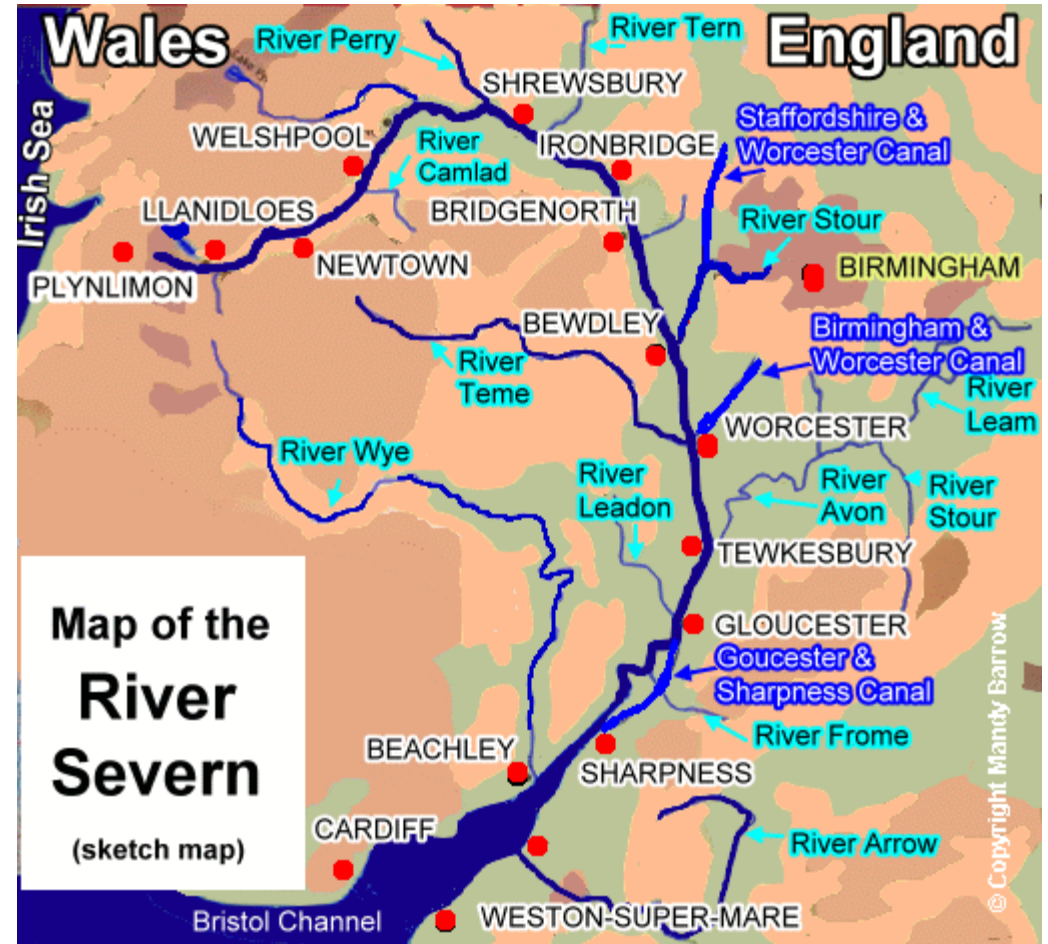 Wales
England
River Perry
River Tern
Lake Vy
SHREWSBURY
Irish Sea
WELSHPOOL
River
Camlad
IRONBRIDGE
Staffordshire &
Worcester Canal
LLANIDLOES
BRIDGENORTH
River Stour
PLYNLIMON
NEWTOWN
BIRMINGHAM
BEWDLEY
Birmingham &
Worcester Canal
River
Teme
River
Leam
WORCESTER
River Wye
River
Leadon
River
Avon
River
Stour
TEWKESBURY
Map of the
River
Severn
(sketch map)
GLOUCESTER
Goucester &
Sharpness Canal
River Frome
BEACHLEY
SHARPNESS
CARDIFF
River Arrow
Bristol Channel
WESTON-SUPER-MARE
© Copyright Mandy Barrow